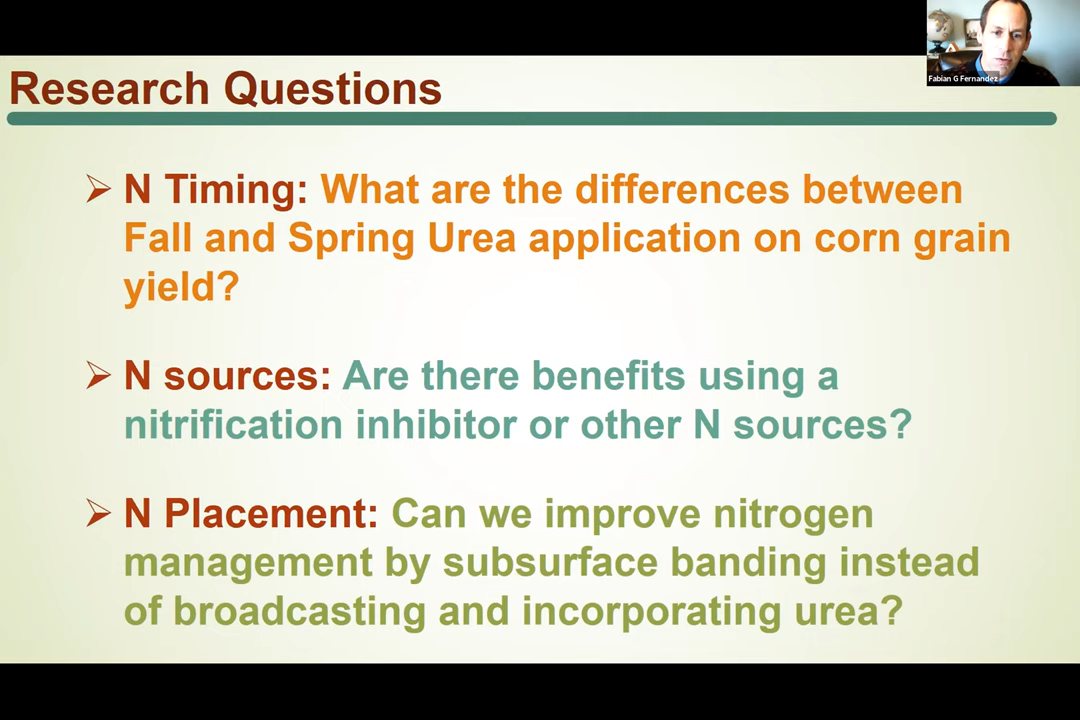 Research Questions
Fabian G Fernandez
N Timing: What are the differences between
Fall and Spring Urea application on corn grain
yield?
N sources: Are there benefits using a
nitrification inhibitor or other N sources?
N Placement: Can we improve nitrogen
management by subsurface banding instead
of broadcasting and incorporating urea?